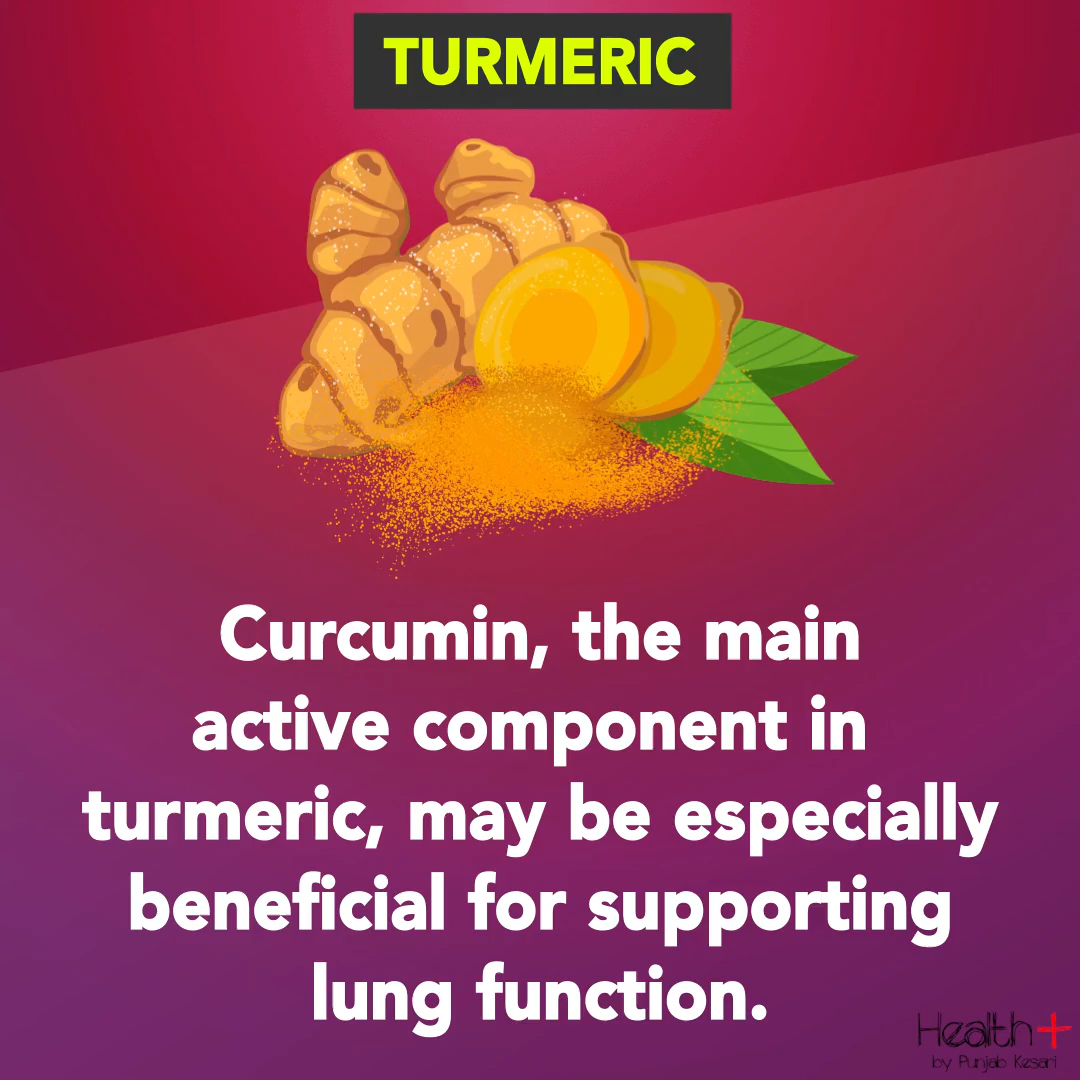 TURMERIC
Curcumin, the main
active component in
turmeric, may be especially
beneficial for supporting
lung function.
Health+
by Punjab Kesari